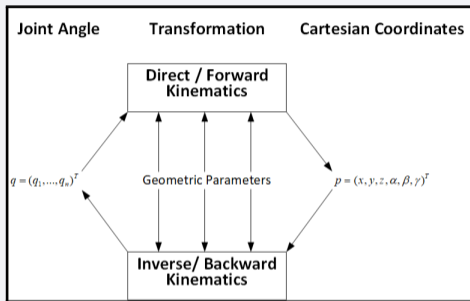 Joint Angle Transformation Cartesian Coordinates
Direct / Forward
Kinematics
q = (q₁,...,qₙ)ᵀ Geometric Parameters p = (x, y, z, α, β, γ)ᵀ
Inverse/ Backward
Kinematics